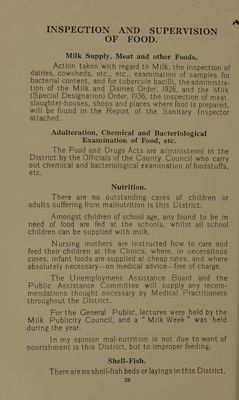 INSPECTION AND SUPERVISION
OF FOOD.
Milk Supply, Meat and other Foods.
Action taken with regard to Milk, the inspection of
dairies, cowsheds, etc., etc., examination of samples for
bacterial content, and for tubercule bacilli, the administra-
tion of the Milk and Dairies Order, 1926, and the Milk
(Special Designation) Order, 1936, the inspection of meat
slaughter-houses, shops and places where food is prepared,
will be found in the Report of the Sanitary Inspector
attached.
Adulteration, Chemical and Bacteriological
Examination of Food, etc.
The Food and Drugs Acts are administered in the
District by the Officials of the County Council who carry
out chemical and bacteriological examination of foodstuffs,
etc.
Nutrition.
There are no outstanding cases of children or
adults suffering from malnutrition is this District.
Amongst children of school age, any found to be in
need of food are fed at the schools, whilst all school
children can be supplied with milk.
Nursing mothers are instructed how to care and
feed their children at the Clinics, where, in necessitous
cases, infant foods are supplied at cheap rates, and where
absolutely necessary—on medical advice—free of charge.
The Unemployment Assistance Board and the
Public Assistance Committee will supply any recom-
mendations thought necessary by Medical Practitioners
throughout the District.
For the General Public, lectures were held by the
Milk Publicity Council, and a "Milk Week" was held
during the year.
In my opinion mal-nutrition is not due to want of
nourishment is this District, but to improper feeding.
Shell-Fish.
There are no shell-fish beds or layings in this District.
28